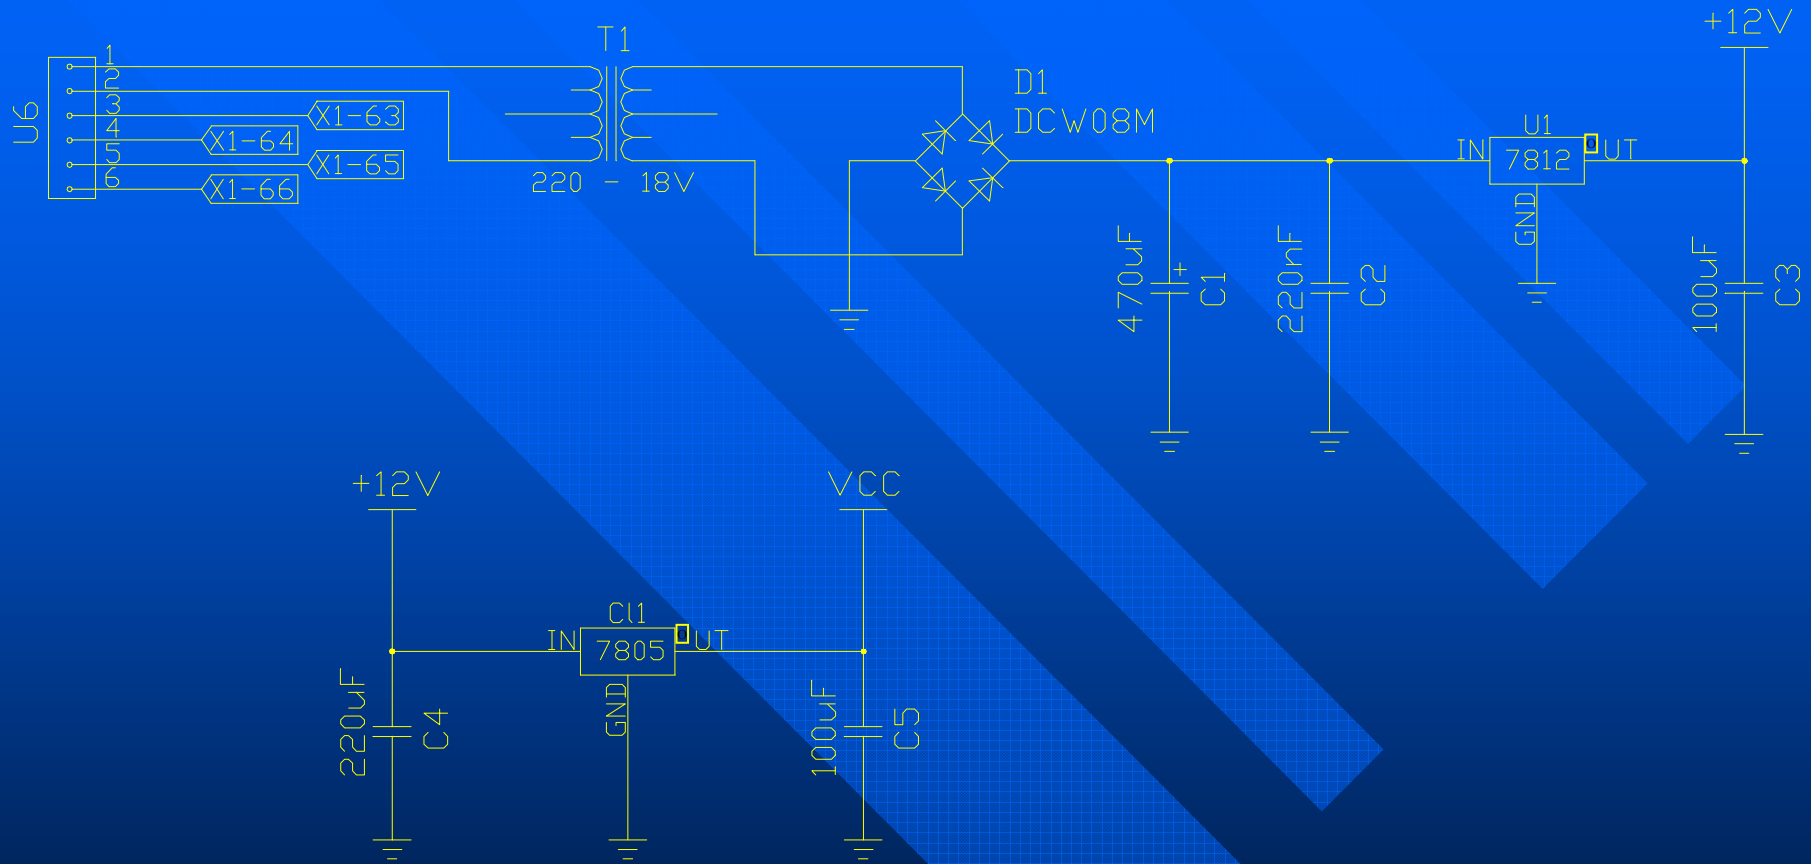 +12V
T1
1
2
3
4
5
6
U6
X1-63
X1-64
X1-65
X1-66
220 - 18V
D1
DCW08M
U1
IN
7812
OUT
GND
470uF
+
C1
220nF
C2
100uF
C3
+12V
VCC
Cl1
IN
7805
OUT
GND
220uF
C4
100uF
C5